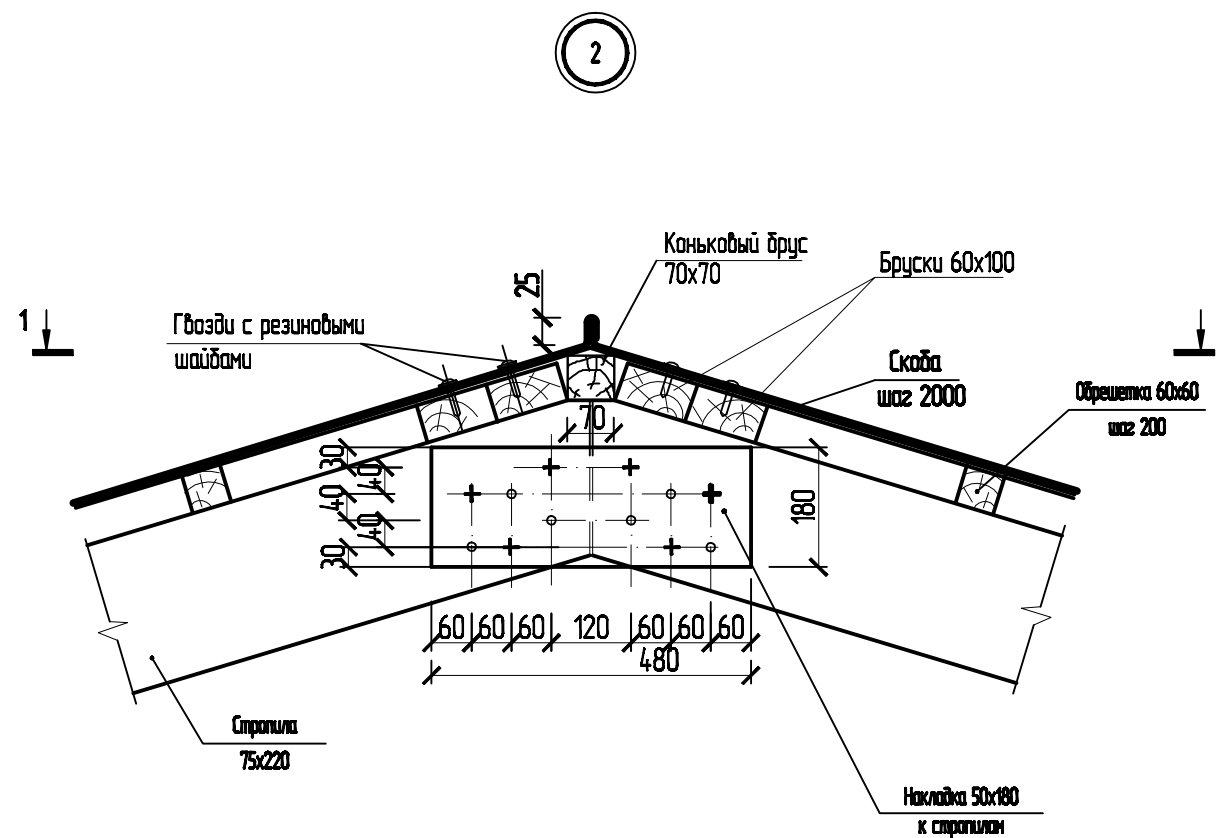 2
Коньковый брус
70х70
Бруски 60х100
25
1
Гвозди с резиновыми
шайбами
Скоба
шаг 2000
Обрешетка 60х60
шаг 200
70
30
40
40
40
30
180
60 60 60 120 60 60 60
480
Стропила
75х220
Накладка 50х180
к стропилам